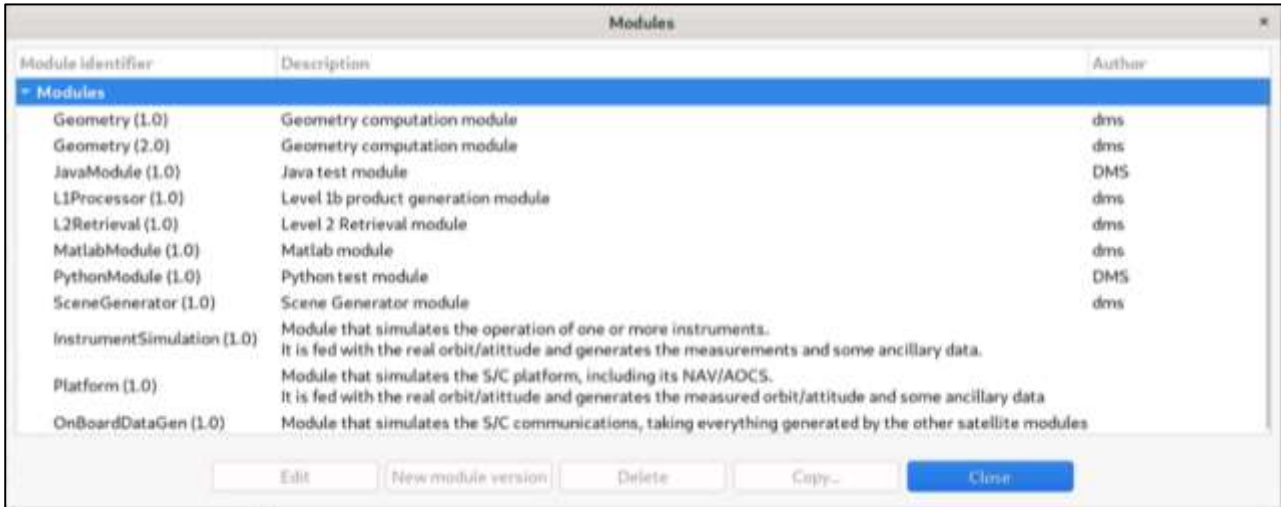 Modules
×
Module identifier Description Author
Modules
Geometry (1.0) Geometry computation module dms
Geometry (2.0) Geometry computation module dms
JavaModule (1.0) Java test module DMS
L1Processor (1.0) Level 1b product generation module dms
L2Retrieval (1.0) Level 2 Retrieval module dms
MatlabModule (1.0) Matlab module dms
PythonModule (1.0) Python test module DMS
SceneGenerator (1.0) Scene Generator module dms
InstrumentSimulation (1.0) Module that simulates the operation of one or more instruments.
It is fed with the real orbit/atittude and generates the measurements and some ancillary data.
Platform (1.0) Module that simulates the S/C platform, including its NAV/AOCS.
It is fed with the real orbit/atittude and generates the measured orbit/attitude and some ancillary data
OnBoardDataGen (1.0) Module that simulates the S/C communications, taking everything generated by the other satellite modules
Edit New module version Delete Copy... Close